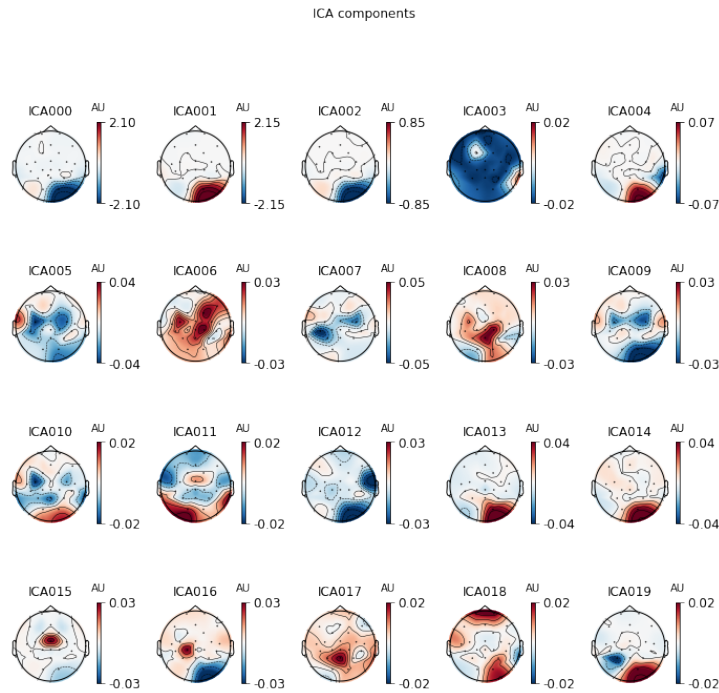 ICA components
ICA000 AU ICA001 AU ICA002 AU ICA003 AU ICA004 AU
2.10 2.15 0.85 0.02 0.07
-2.10 -2.15 -0.85 -0.02 -0.07
ICA005 AU ICA006 AU ICA007 AU ICA008 AU ICA009 AU
0.04 0.03 0.05 0.03 0.03
-0.04 -0.03 -0.05 -0.03 -0.03
ICA010 AU ICA011 AU ICA012 AU ICA013 AU ICA014 AU
0.02 0.02 0.03 0.04 0.04
-0.02 -0.02 -0.03 -0.04 -0.04
ICA015 AU ICA016 AU ICA017 AU ICA018 AU ICA019 AU
0.03 0.03 0.02 0.02 0.02
-0.03 -0.03 -0.02 -0.02 -0.02